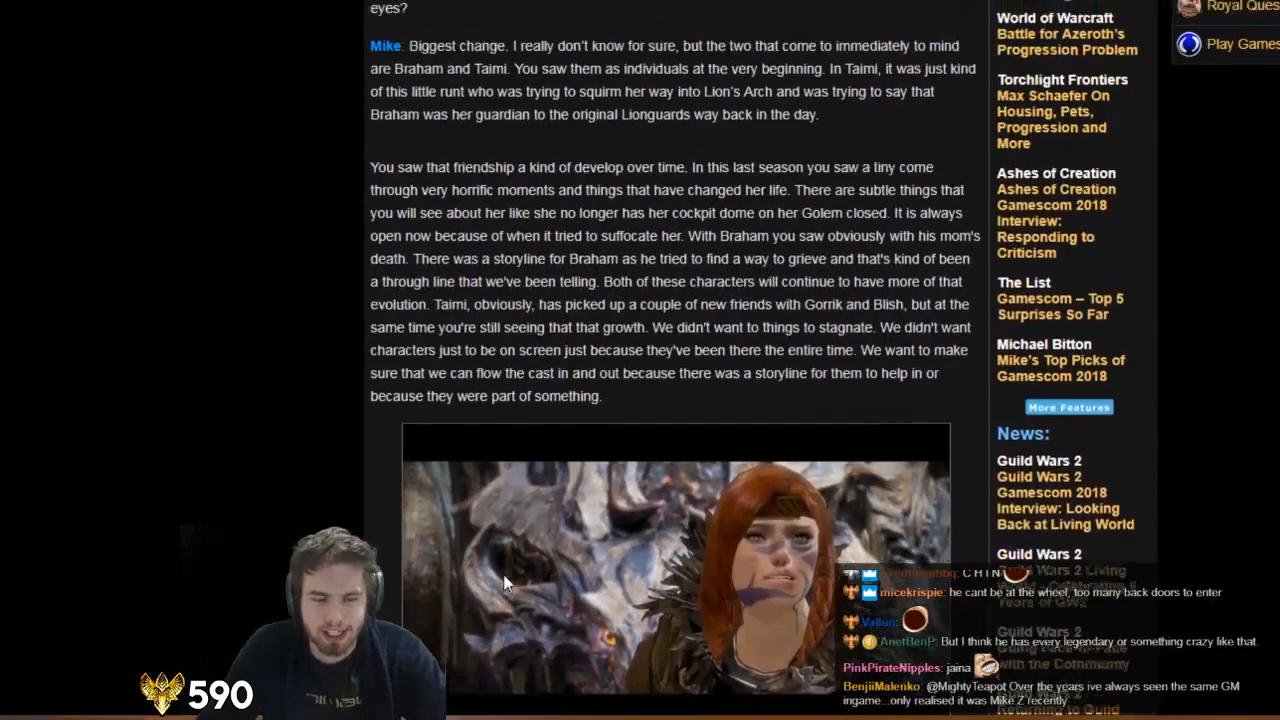 eyes?
Mike: Biggest change. I really don't know for sure, but the two that come to immediately to mind
are Braham and Taimi. You saw them as individuals at the very beginning. In Taimi, it was just kind
of this little runt who was trying to squirm her way into Lion's Arch and was trying to say that
Braham was her guardian to the original Lionguards way back in the day.
You saw that friendship a kind of develop over time. In this last season you saw a tiny come
through very horrific moments and things that have changed her life. There are subtle things that
you will see about her like she no longer has her cockpit dome on her Golem closed. It is always
open now because of when it tried to suffocate her. With Braham you saw obviously with his mom's
death. There was a storyline for Braham as he tried to find a way to grieve and that's kind of been
a through line that we've been telling. Both of these characters will continue to have more of that
evolution. Taimi, obviously, has picked up a couple of new friends with Gorrik and Blish, but at the
same time you're still seeing that that growth. We didn't want to things to stagnate. We didn't want
characters just to be on screen just because they've been there the entire time. We want to make
sure that we can flow the cast in and out because there was a storyline for them to help in or
because they were part of something.
World of Warcraft
Battle for Azeroth's
Progression Problem
Torchlight Frontiers
Max Schaefer On
Housing, Pets,
Progression and
More
Ashes of Creation
Ashes of Creation
Gamescom 2018
Interview:
Responding to
Criticism
The List
Gamescom – Top 5
Surprises So Far
Michael Bitton
Mike's Top Picks of
Gamescom 2018
More Features
News:
Guild Wars 2
Guild Wars 2
Gamescom 2018
Interview: Looking
Back at Living World
Guild Wars 2
Royal Ques
Play Games
micekrispie: he cant be at the wheel, too many back doors to enter
Vallun:
AnetBenP: But I think he has every legendary or something crazy like that.
PinkPirateNipples: jaina
BenjiiMalenko: @MightyTeapot Over the years ive always seen the same GM
ingame...only realised it was Mike Z recently
590